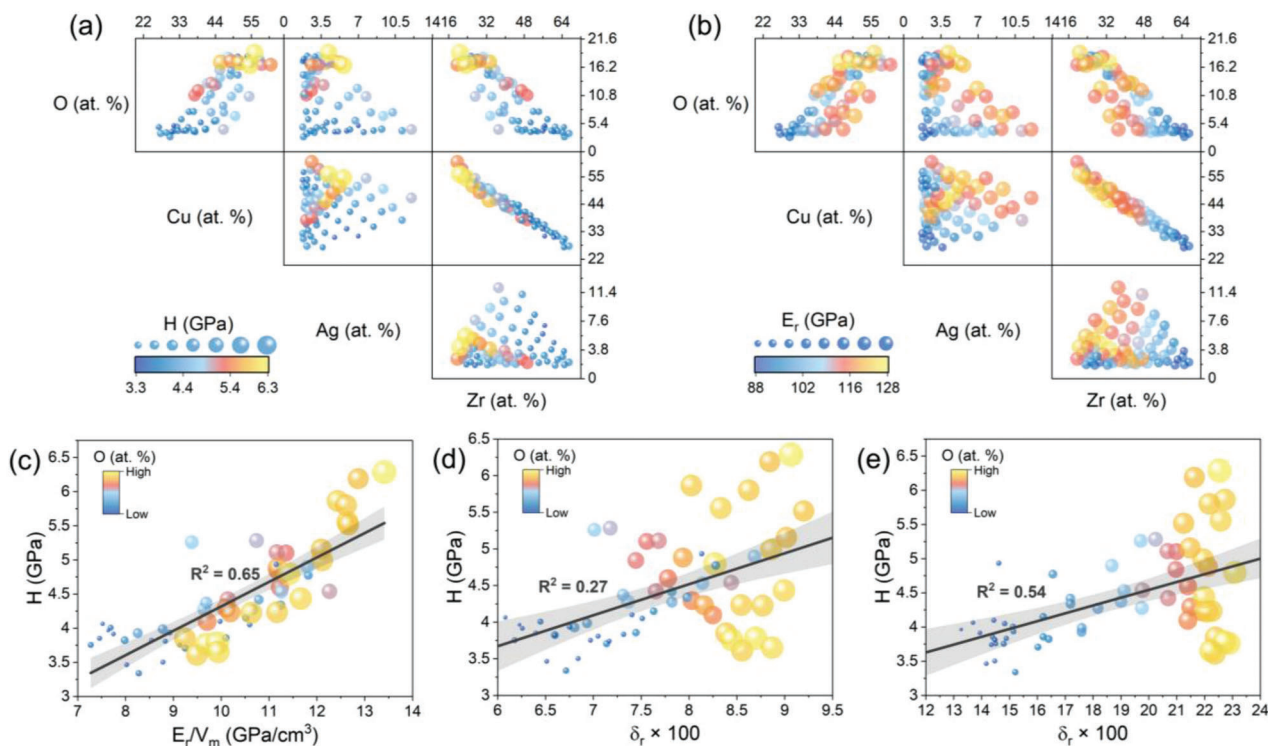 (a) 22 33 44 55 0 3.5 7 10.5 1416 32 48 64
O (at. %) 21.6 16.2 10.8 5.4 0
Cu (at. %) 55 44 33 22
Ag (at. %) 11.4 7.6 3.8 0
Zr (at. %)
H (GPa)
3.3 4.4 5.4 6.3
(b) 22 33 44 55 0 3.5 7 10.5 1416 32 48 64
O (at. %) 21.6 16.2 10.8 5.4 0
Cu (at. %) 55 44 33 22
Ag (at. %) 11.4 7.6 3.8 0
Zr (at. %)
E_r (GPa)
88 102 116 128
(c)
O (at. %)
High
Low
R² = 0.65
H (GPa)
6.5 6 5.5 5 4.5 4 3.5 3
7 8 9 10 11 12 13 14
E_r/V_m (GPa/cm³)
(d)
O (at. %)
High
Low
R² = 0.27
H (GPa)
6.5 6 5.5 5 4.5 4 3.5 3
6 6.5 7 7.5 8 8.5 9 9.5
δ_r × 100
(e)
O (at. %)
High
Low
R² = 0.54
H (GPa)
6.5 6 5.5 5 4.5 4 3.5 3
12 13 14 15 16 17 18 19 20 21 22 23 24
δ_r × 100